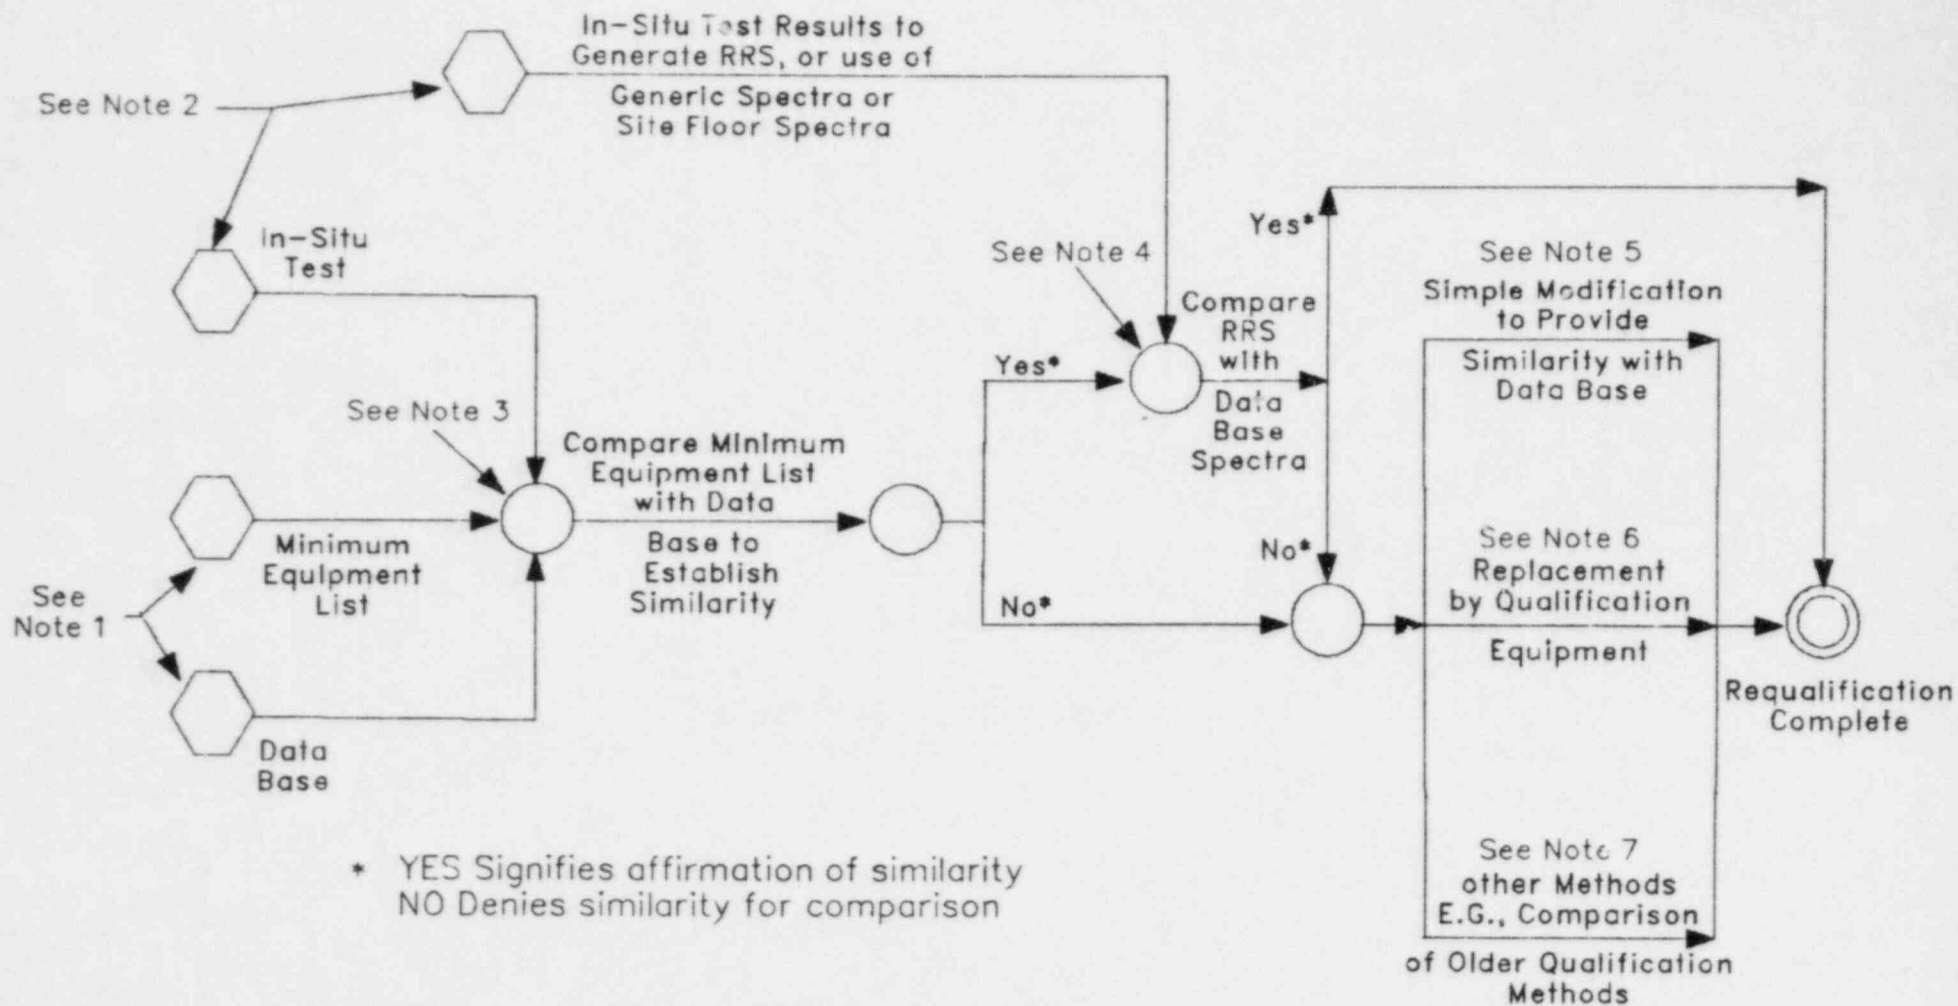 In-Situ Test Results to
Generate RRS, or use of
Generic Spectra or
Site Floor Spectra
See Note 2
In-Situ
Test
See Note 3
Minimum
Equipment
List
See
Note 1
Data
Base
Compare Minimum
Equipment List
with Data
Base to
Establish
Similarity
See Note 4
Yes*
No*
Compare
RRS
with
Data
Base
Spectra
Yes*
No*
See Note 5
Simple Modification
to Provide
Similarity with
Data Base
See Note 6
Replacement
by Qualification
Equipment
See Note 7
other Methods
E.G., Comparison
of Older Qualification
Methods
Requalification
Complete
* YES Signifies affirmation of similarity
NO Denies similarity for comparison